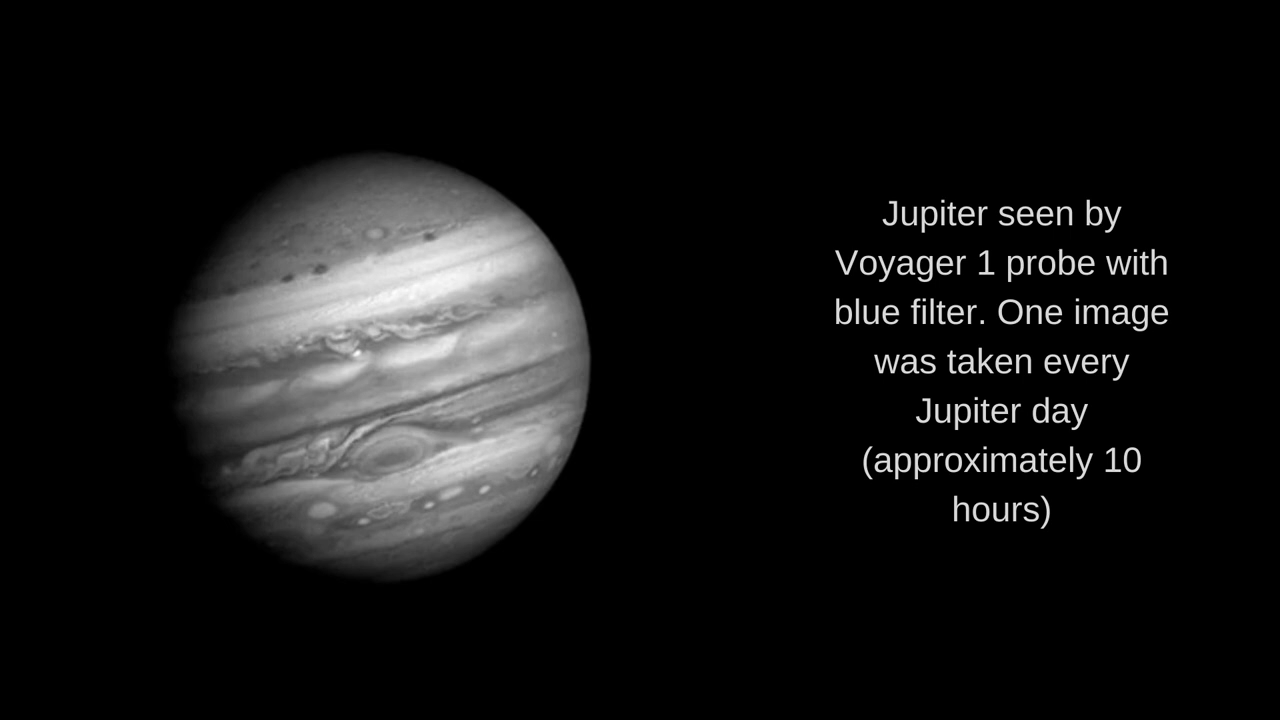 Jupiter seen by
Voyager 1 probe with
blue filter. One image
was taken every
Jupiter day
(approximately 10
hours)